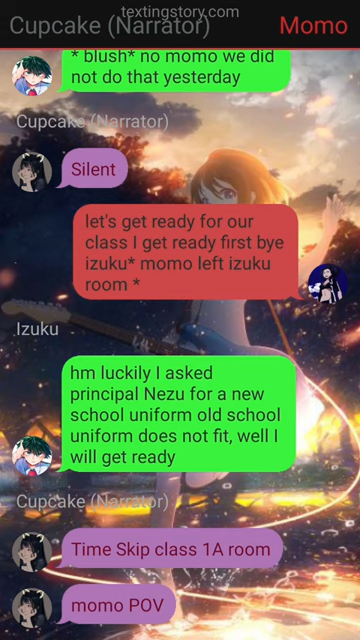 textingstory.com
Cupcake (Narrator) Momo
* blush* no momo we did
not do that yesterday
Cupcake (Narrator)
Silent
let's get ready for our
class I get ready first bye
izuku* momo left izuku
room *
Izuku
hm luckily I asked
principal Nezu for a new
school uniform old school
uniform does not fit, well I
will get ready
Cupcake (Narrator)
Time Skip class 1A room
momo POV